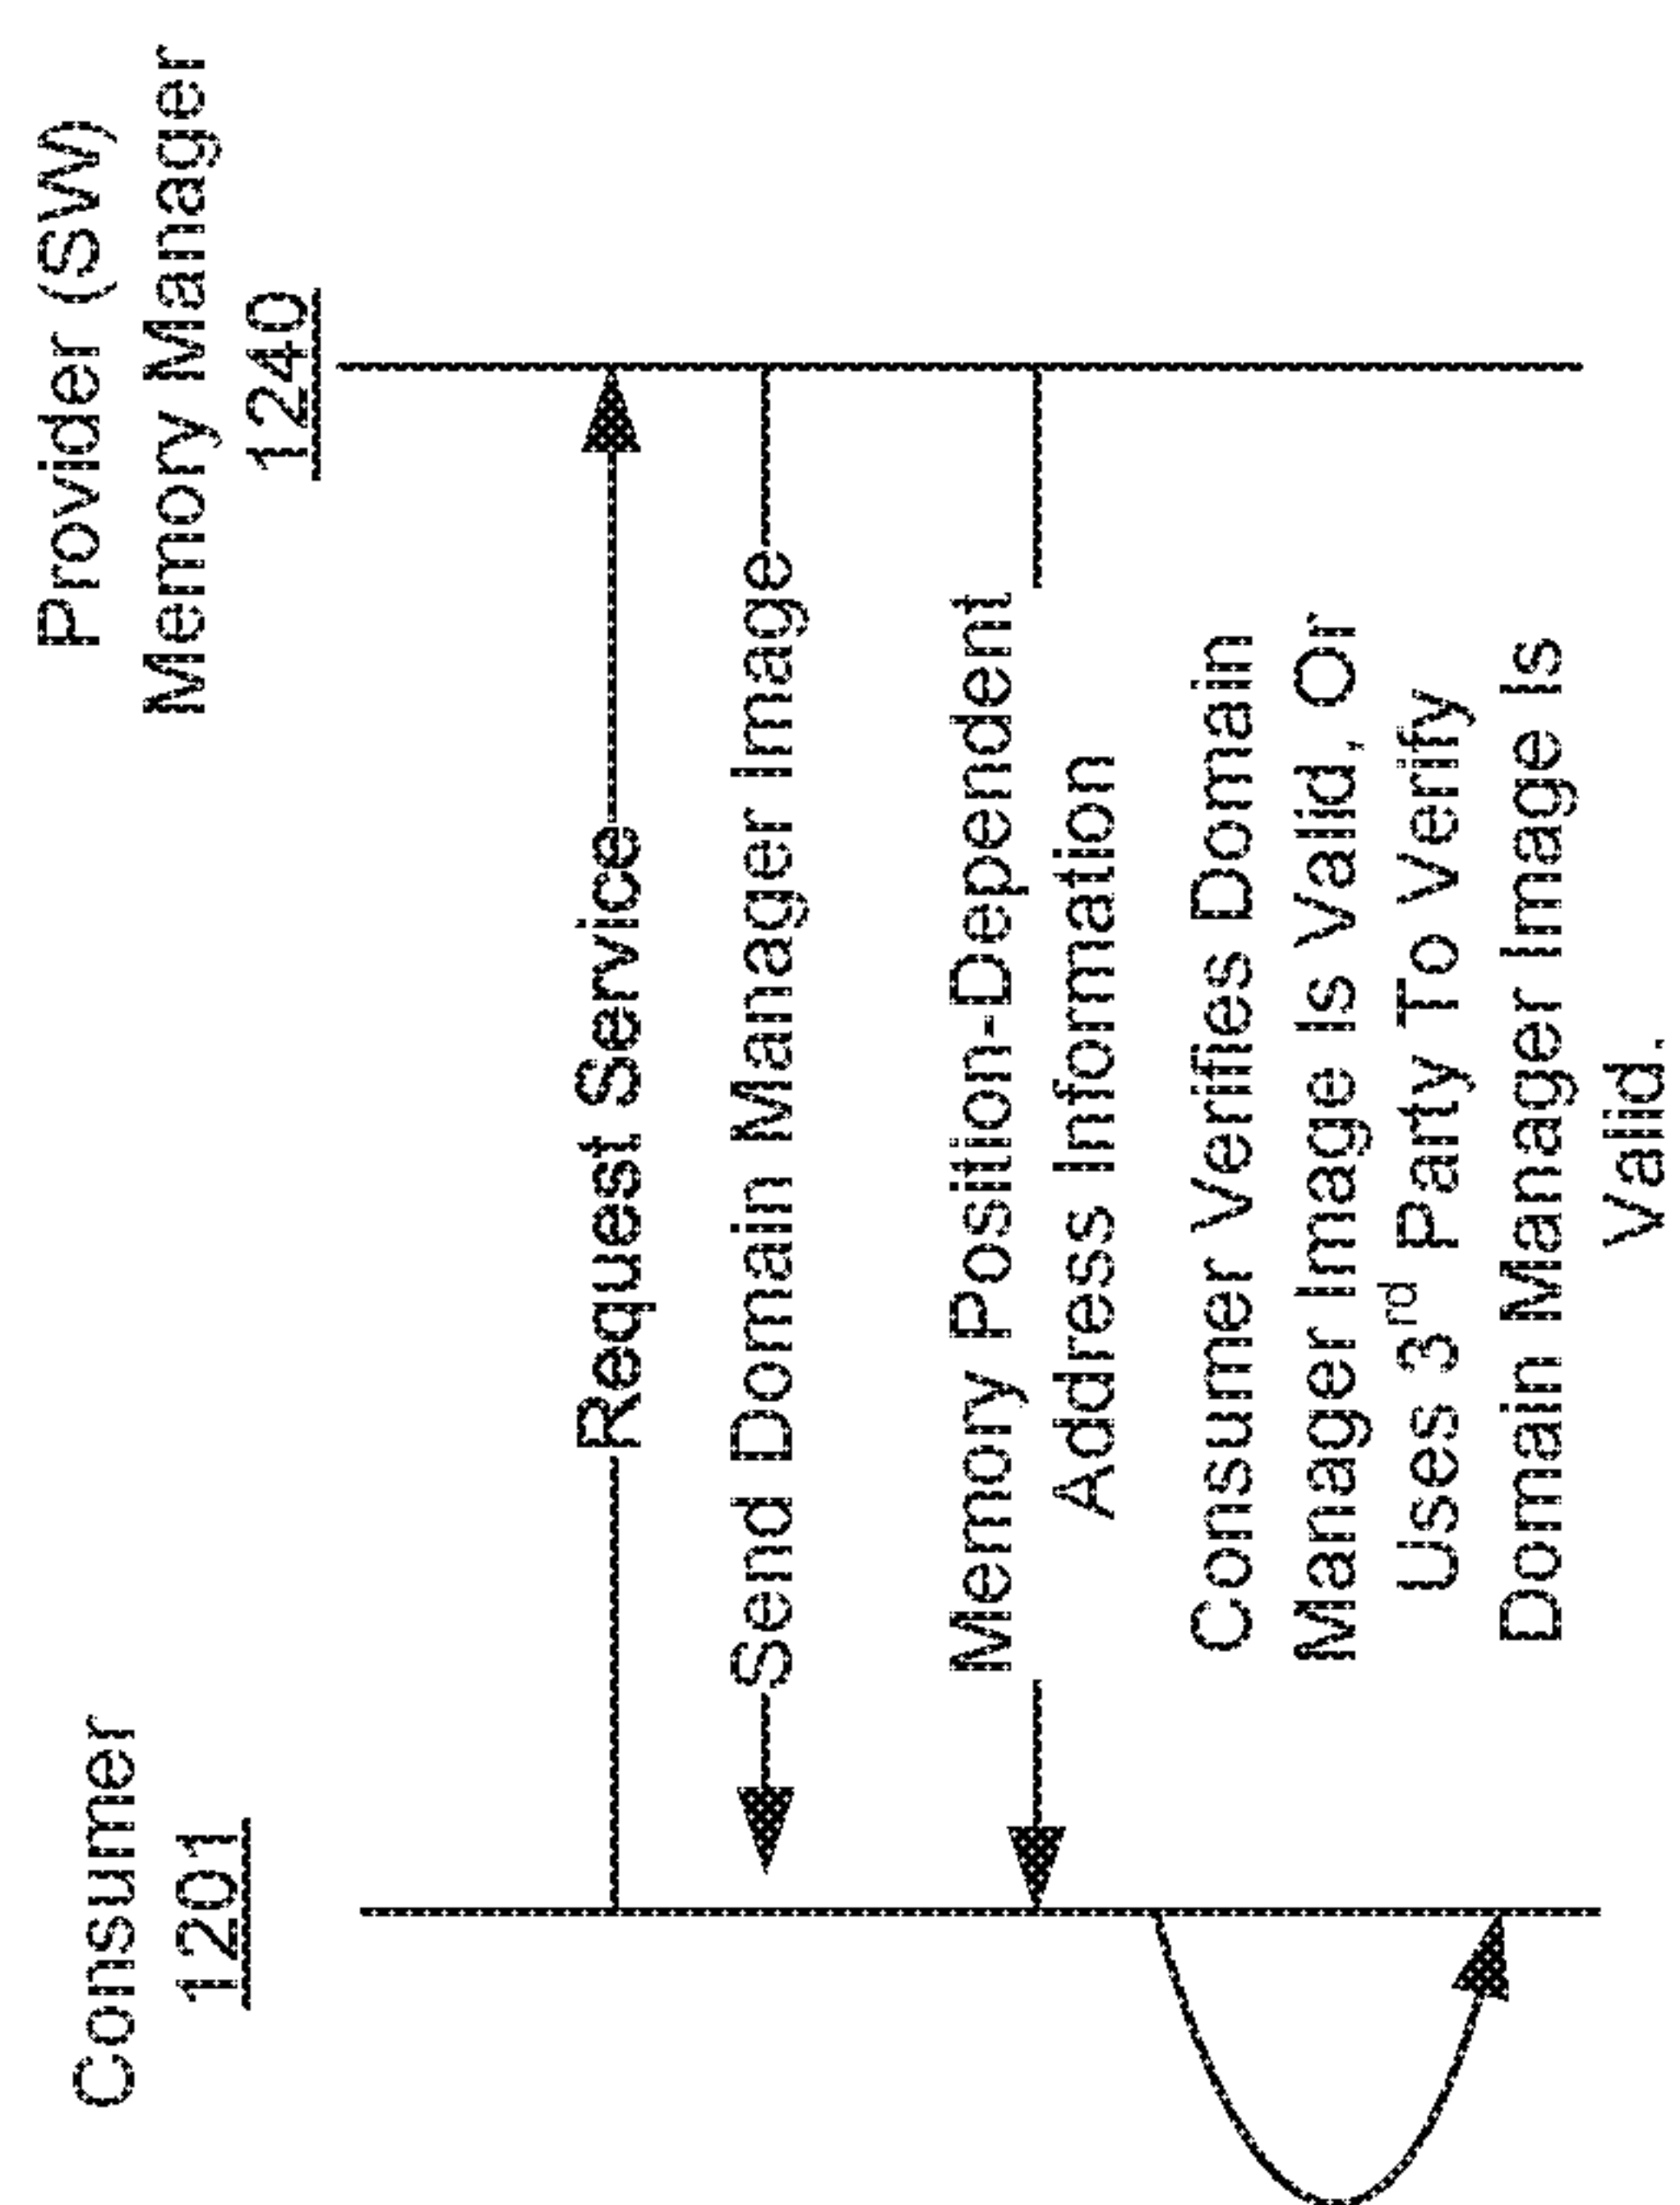 Consumer
1201
Provider (SW)
Memory Manager
1240
Request Service
Send Domain Manager Image
Memory Position-Dependent
Address Information
Consumer Verifies Domain
Manager Image Is Valid, Or
Uses 3rd Party To Verify
Domain Manager Image Is
Valid.